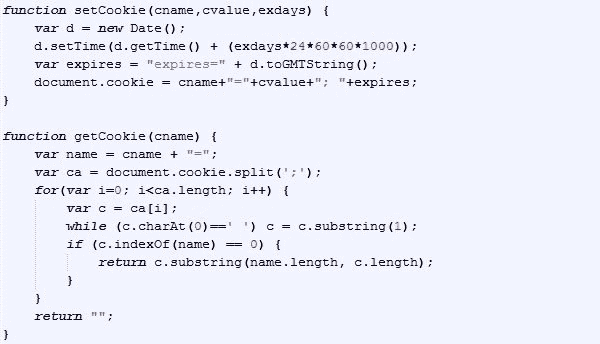 function setCookie(cname,cvalue,exdays) {
    var d = new Date();
    d.setTime(d.getTime() + (exdays*24*60*60*1000));
    var expires = "expires=" + d.toGMTString();
    document.cookie = cname+"="+cvalue+"; "+expires;
}

function getCookie(cname) {
    var name = cname + "=";
    var ca = document.cookie.split(';');
    for(var i=0; i<ca.length; i++) {
        var c = ca[i];
        while (c.charAt(0)==' ') c = c.substring(1);
        if (c.indexOf(name) == 0) {
            return c.substring(name.length, c.length);
        }
    }
    return "";
}